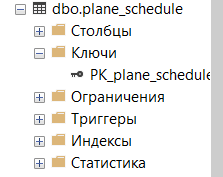 dbo.plane_schedule
Столбцы
Ключи
PK_plane_schedule
Ограничения
Триггеры
Индексы
Статистика